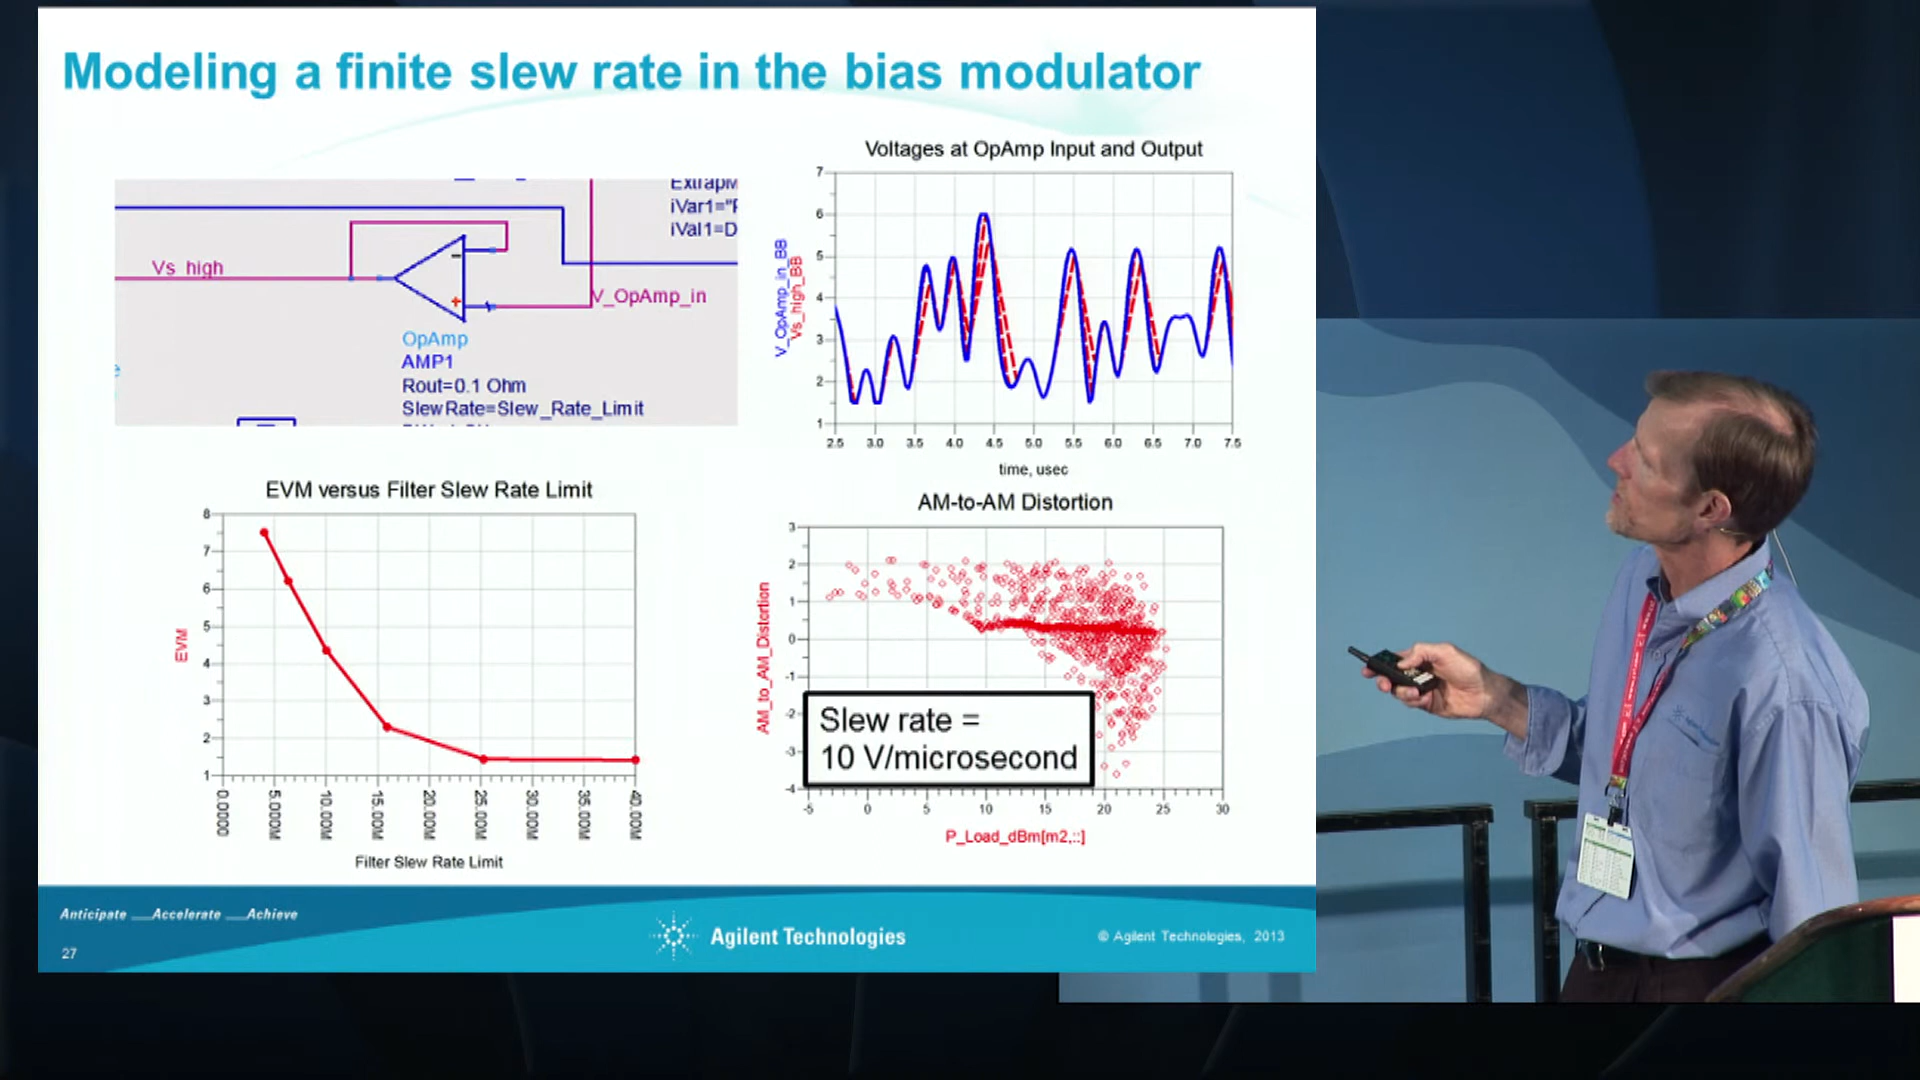 Modeling a finite slew rate in the bias modulator
Vs_high
V_OpAmp_in
iVar1="
iVal1=D
OpAmp
AMP1
Rout=0.1 Ohm
SlewRate=Slew_Rate_Limit
Voltages at OpAmp Input and Output
V_OpAmp_in_BB
Vs_high_BB
7
6
5
4
3
2
1
2.5 3.0 3.5 4.0 4.5 5.0 5.5 6.0 6.5 7.0 7.5
time, usec
EVM versus Filter Slew Rate Limit
EVM
8
7
6
5
4
3
2
1
0.0000 5.000M 10.00M 15.00M 20.00M 25.00M 30.00M 35.00M 40.00M
Filter Slew Rate Limit
AM-to-AM Distortion
AM_to_AM_Distortion
3
2
1
0
-1
-2
-3
-4
Slew rate =
10 V/microsecond
-5 0 5 10 15 20 25 30
P_Load_dBm[m2,::]
Anticipate __Accelerate __Achieve
27
Agilent Technologies
© Agilent Technologies, 2013